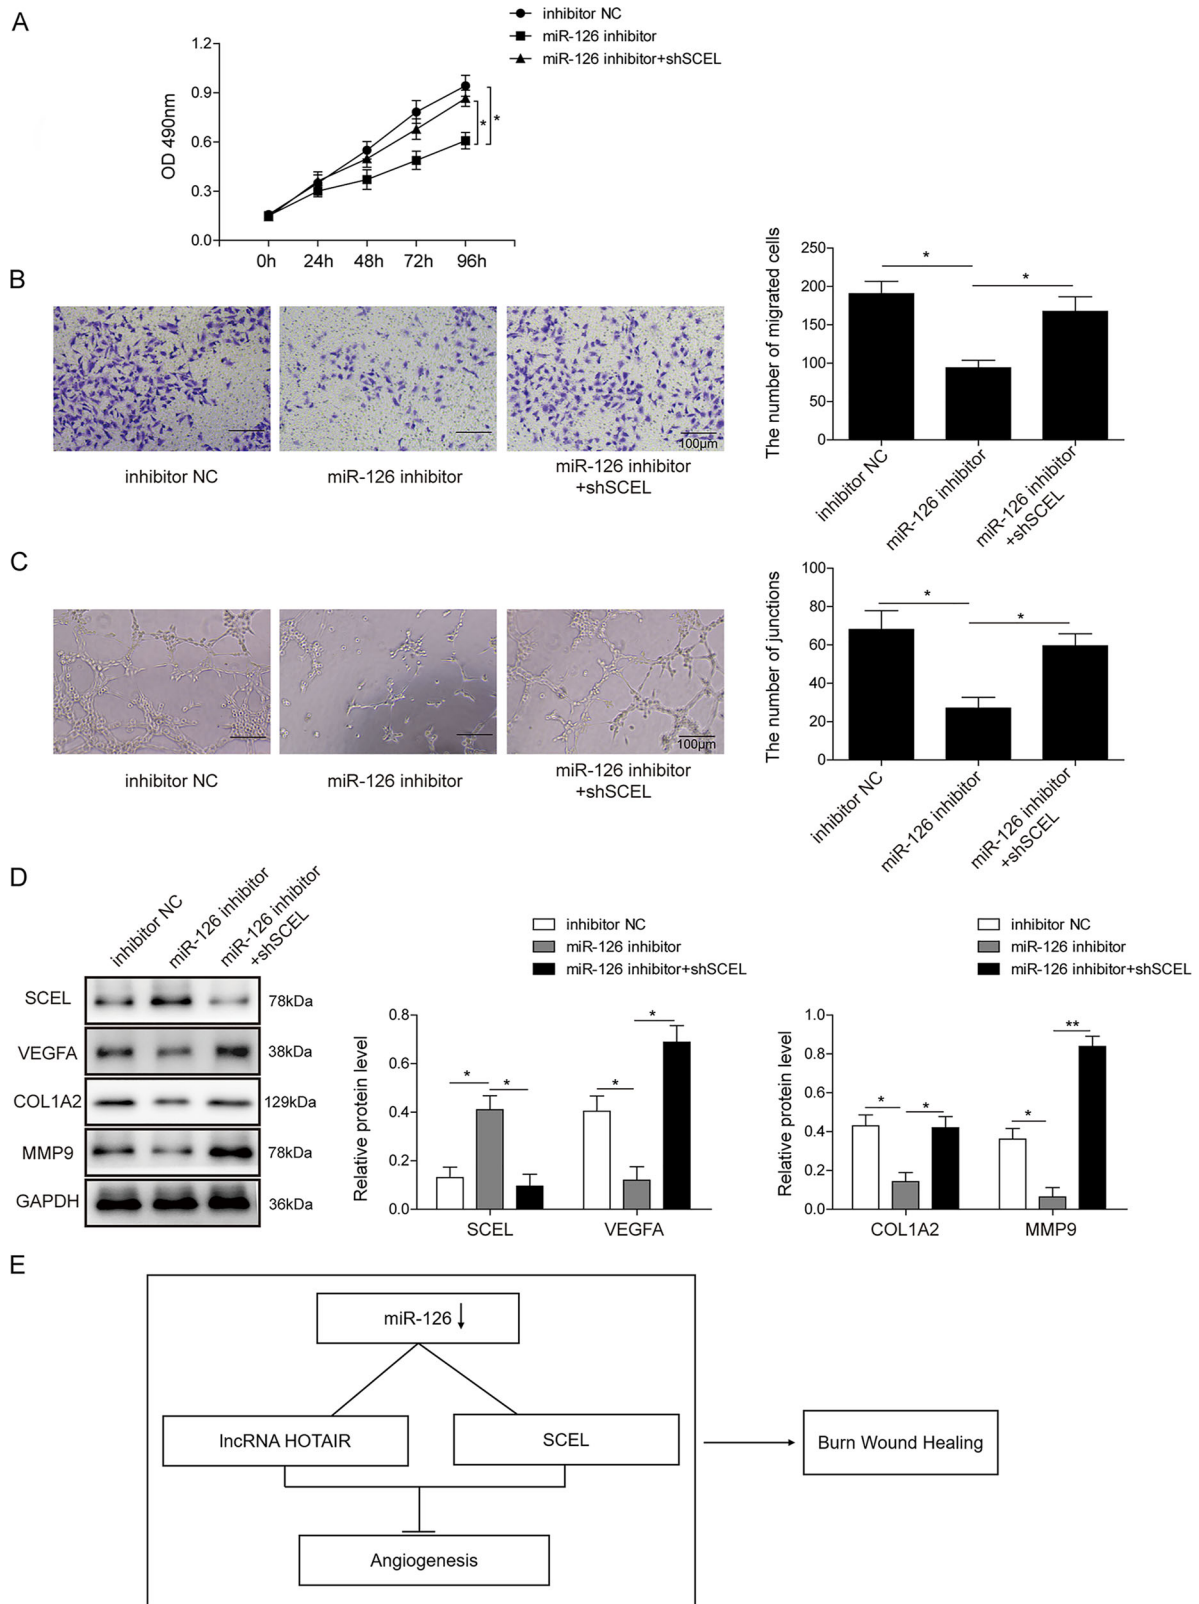 A
inhibitor NC
miR-126 inhibitor
miR-126 inhibitor+shSCEL
OD 490nm
1.2
0.9
0.6
0.3
0.0
* *
0h 24h 48h 72h 96h
B
100μm
inhibitor NC
miR-126 inhibitor
miR-126 inhibitor
+shSCEL
The number of migrated cells
250
200
150
100
50
0
* *
inhibitor NC
miR-126 inhibitor
miR-126 inhibitor
+shSCEL
C
100μm
inhibitor NC
miR-126 inhibitor
miR-126 inhibitor
+shSCEL
The number of junctions
100
80
60
40
20
0
* *
inhibitor NC
miR-126 inhibitor
miR-126 inhibitor
+shSCEL
D
inhibitor NC
miR-126 inhibitor
miR-126 inhibitor
+shSCEL
SCEL 78kDa
VEGFA 38kDa
COL1A2 129kDa
MMP9 78kDa
GAPDH 36kDa
inhibitor NC
miR-126 inhibitor
miR-126 inhibitor+shSCEL
Relative protein level
0.8
0.6
0.4
0.2
0.0
* * * *
SCEL VEGFA
inhibitor NC
miR-126 inhibitor
miR-126 inhibitor+shSCEL
Relative protein level
1.0
0.8
0.6
0.4
0.2
0.0
* * * **
COL1A2 MMP9
E
miR-126↓
lncRNA HOTAIR
SCEL
Burn Wound Healing
Angiogenesis